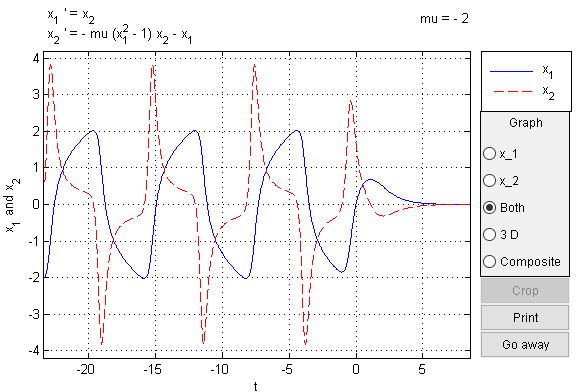 x1 ' = x2
x2 ' = - mu (x1^2 - 1) x2 - x1
mu = - 2
4
3
2
1
0
-1
-2
-3
-4
x1 and x2
-20
-15
-10
-5
0
5
t
x1
x2
Graph
x_1
x_2
Both
3 D
Composite
Crop
Print
Go away